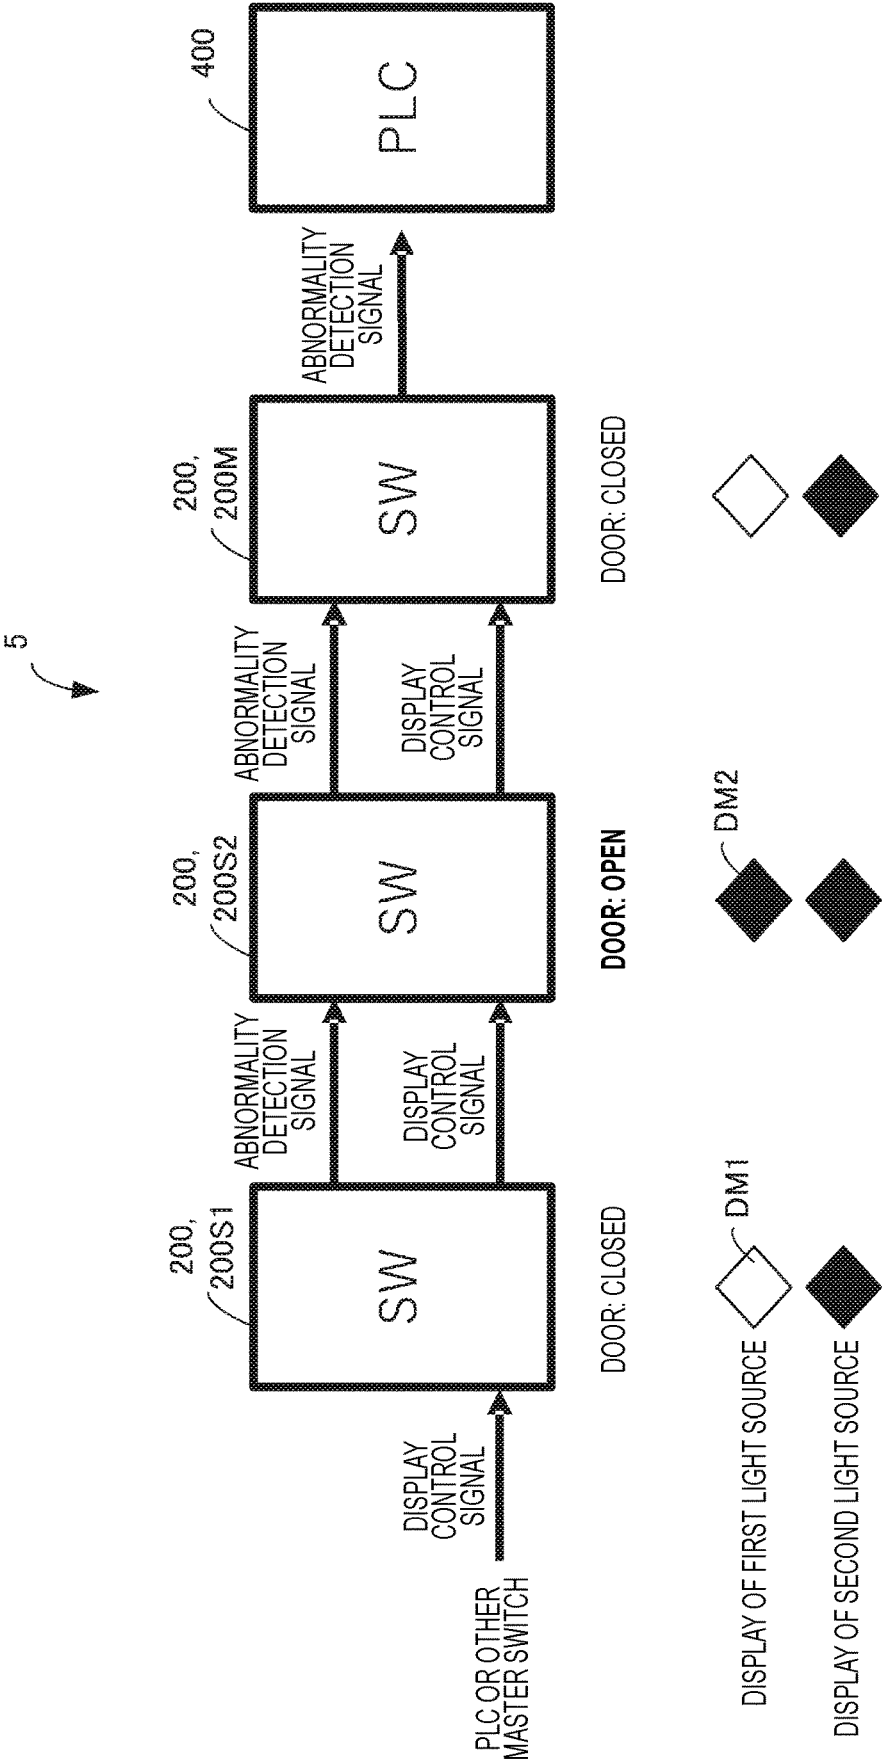 5
200,
200S1
200,
200S2
200,
200M
400
ABNORMALITY
DETECTION
SIGNAL
ABNORMALITY
DETECTION
SIGNAL
ABNORMALITY
DETECTION
SIGNAL
SW
SW
SW
PLC
DISPLAY
CONTROL
SIGNAL
DISPLAY
CONTROL
SIGNAL
DISPLAY
CONTROL
SIGNAL
PLC OR OTHER
MASTER SWITCH
DOOR: CLOSED
DOOR: OPEN
DOOR: CLOSED
DM1
DM2
DISPLAY OF FIRST LIGHT SOURCE
DISPLAY OF SECOND LIGHT SOURCE